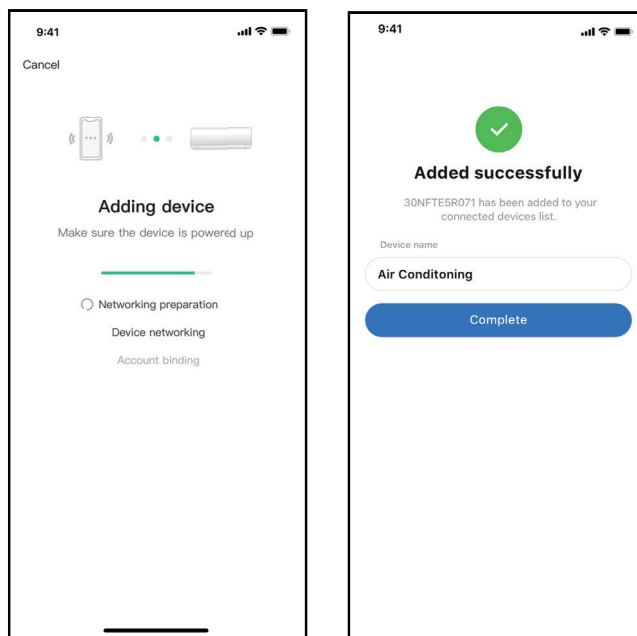 9:41
Cancel
Adding device
Make sure the device is powered up
Networking preparation
Device networking
Account binding
9:41
Added successfully
30NFTE5R071 has been added to your
connected devices list.
Device name
Air Conditoning
Complete